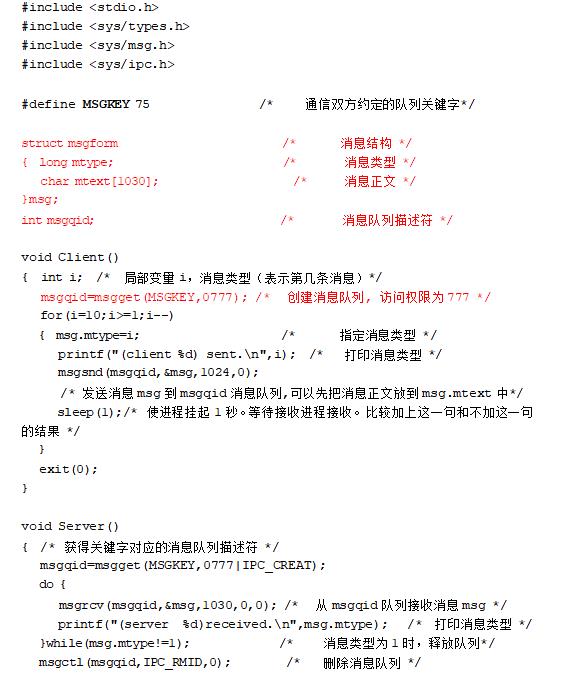 #include <stdio.h>
#include <sys/types.h>
#include <sys/msg.h>
#include <sys/ipc.h>
#define MSGKEY 75 /* 通信双方约定的队列关键字*/
struct msgform /* 消息结构 */
{ long mtype; /* 消息类型 */
char mtext[1030]; /* 消息正文 */
}msg;
int msgqid; /* 消息队列描述符 */
void Client()
{ int i; /* 局部变量 i，消息类型（表示第几条消息）*/
msgqid=msgget(MSGKEY,0777); /* 创建消息队列，访问权限为 777 */
for(i=10;i>=1;i--)
{ msg.mtype=i; /* 指定消息类型 */
printf("(client %d) sent.\n",i); /* 打印消息类型 */
msgsnd(msgqid,&msg,1024,0);
/* 发送消息 msg 到 msgqid 消息队列,可以先把消息正文放到 msg.mtext 中*/
sleep(1);/* 使进程挂起 1 秒。等待接收进程接收。比较加上这一句和不加这一句
的结果 */
}
exit(0);
}
void Server()
{ /* 获得关键字对应的消息队列描述符 */
msgqid=msgget(MSGKEY,0777|IPC_CREAT);
do {
msgrcv(msgqid,&msg,1030,0,0); /* 从 msgqid 队列接收消息 msg */
printf("(server %d)received.\n",msg.mtype); /* 打印消息类型 */
}while(msg.mtype!=1); /* 消息类型为 1 时，释放队列*/
msgctl(msgqid,IPC_RMID,0); /* 删除消息队列 */